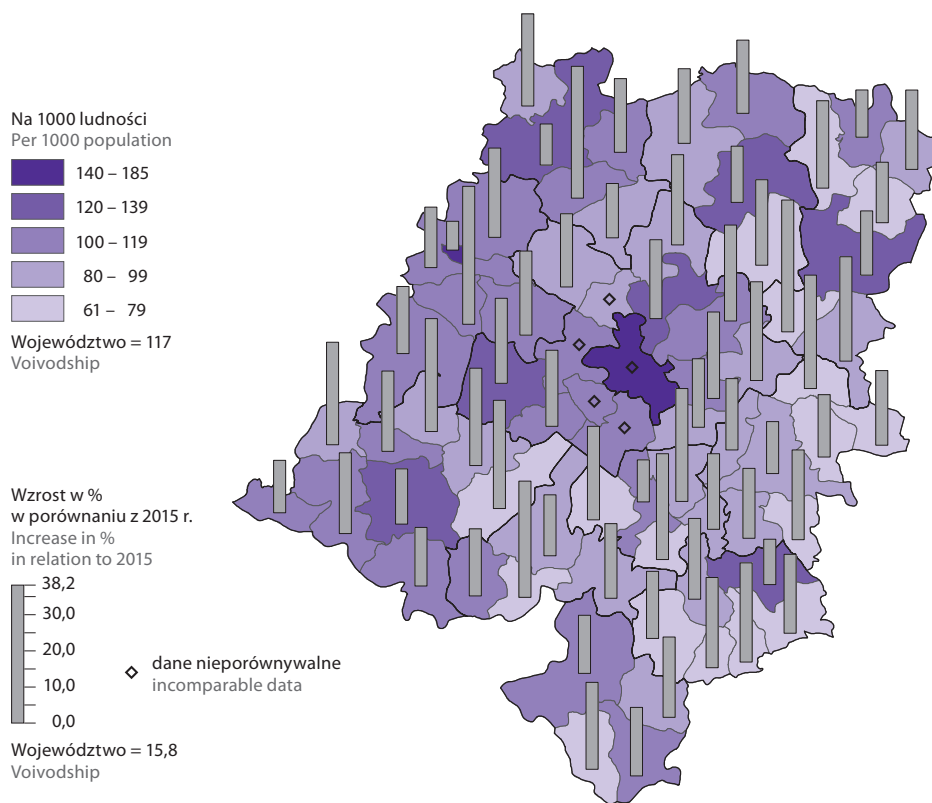 Na 1000 ludności
Per 1000 population
140 – 185
120 – 139
100 – 119
80 – 99
61 – 79
Województwo = 117
Voivodship
Wzrost w %
w porównaniu z 2015 r.
Increase in %
in relation to 2015
38,2
30,0
20,0
10,0
0,0
dane nieporównywalne
incomparable data
Województwo = 15,8
Voivodship